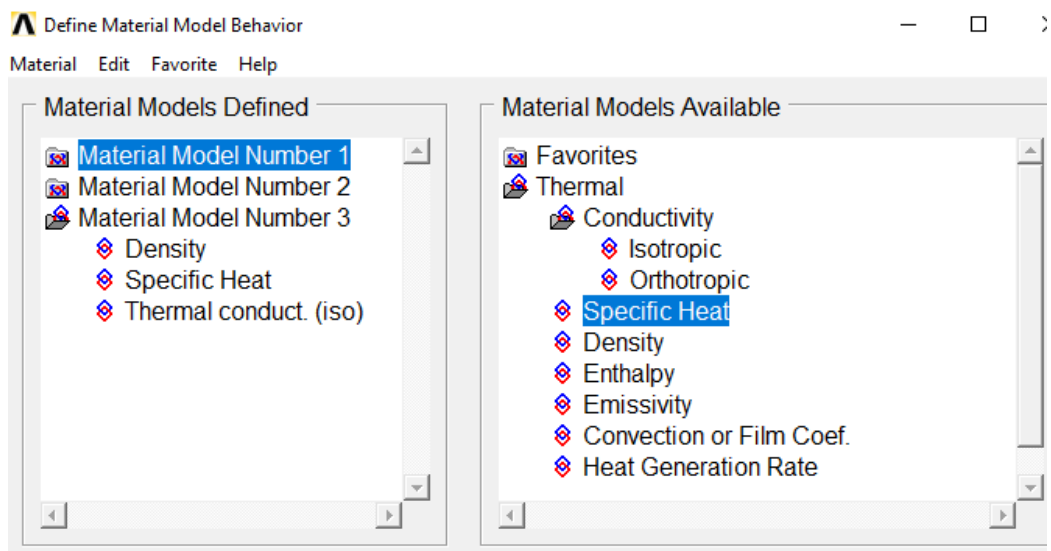 Define Material Model Behavior
Material Edit Favorite Help
Material Models Defined
Material Model Number 1
Material Model Number 2
Material Model Number 3
Density
Specific Heat
Thermal conduct. (iso)
Material Models Available
Favorites
Thermal
Conductivity
Isotropic
Orthotropic
Specific Heat
Density
Enthalpy
Emissivity
Convection or Film Coef.
Heat Generation Rate